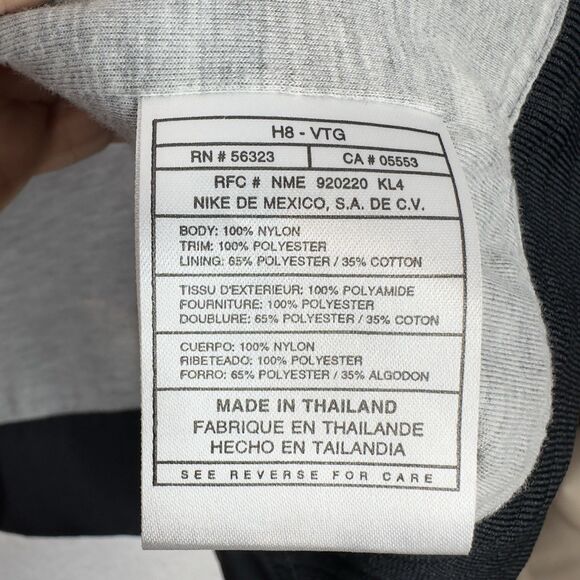 H8 - VTG
RN # 56323 CA # 05553
RFC # NME 920220 KL4
NIKE DE MEXICO, S.A. DE C.V.
BODY: 100% NYLON
TRIM: 100% POLYESTER
LINING: 65% POLYESTER / 35% COTTON
TISSU D'EXTERIEUR: 100% POLYAMIDE
FOURNITURE: 100% POLYESTER
DOUBLURE: 65% POLYESTER / 35% COTON
CUERPO: 100% NYLON
RIBETEADO: 100% POLYESTER
FORRO: 65% POLYESTER / 35% ALGODON
MADE IN THAILAND
FABRIQUE EN THAILANDE
HECHO EN TAILANDIA
SEE REVERSE FOR CARE